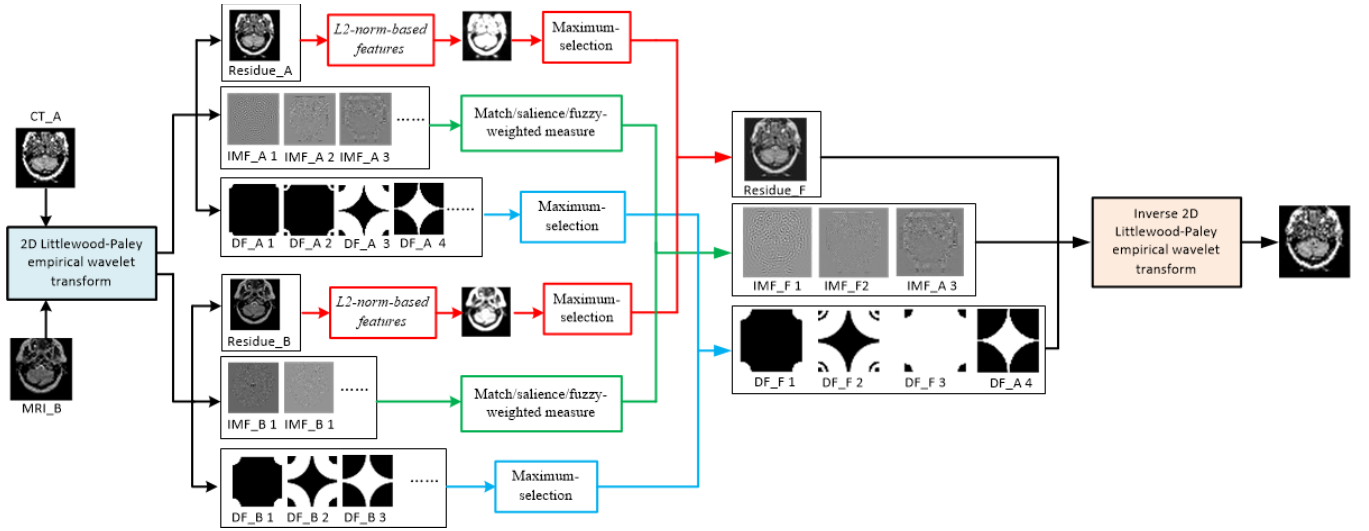 CT_A
2D Littlewood-Paley
empirical wavelet
transform
MRI_B
Residue_A
L2-norm-based
features
Maximum-
selection
IMF_A 1 IMF_A 2 IMF_A 3
......
Match/salience/fuzzy-
weighted measure
DF_A 1 DF_A 2 DF_A 3 DF_A 4
......
Maximum-
selection
Residue_B
L2-norm-based
features
Maximum-
selection
IMF_B 1 IMF_B 1
......
Match/salience/fuzzy-
weighted measure
DF_B 1 DF_B 2 DF_B 3
......
Maximum-
selection
Residue_F
IMF_F 1 IMF_F2 IMF_A 3
DF_F 1 DF_F 2 DF_F 3 DF_A 4
Inverse 2D
Littlewood-Paley
empirical wavelet
transform